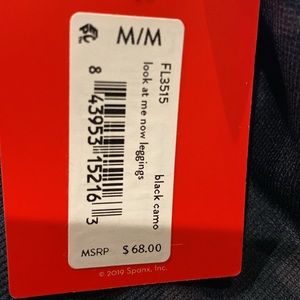 M/M
FL3515
look at me now leggings
black camo
8 43953 15216 3
MSRP $68.00
© 2019 Spanx, Inc.